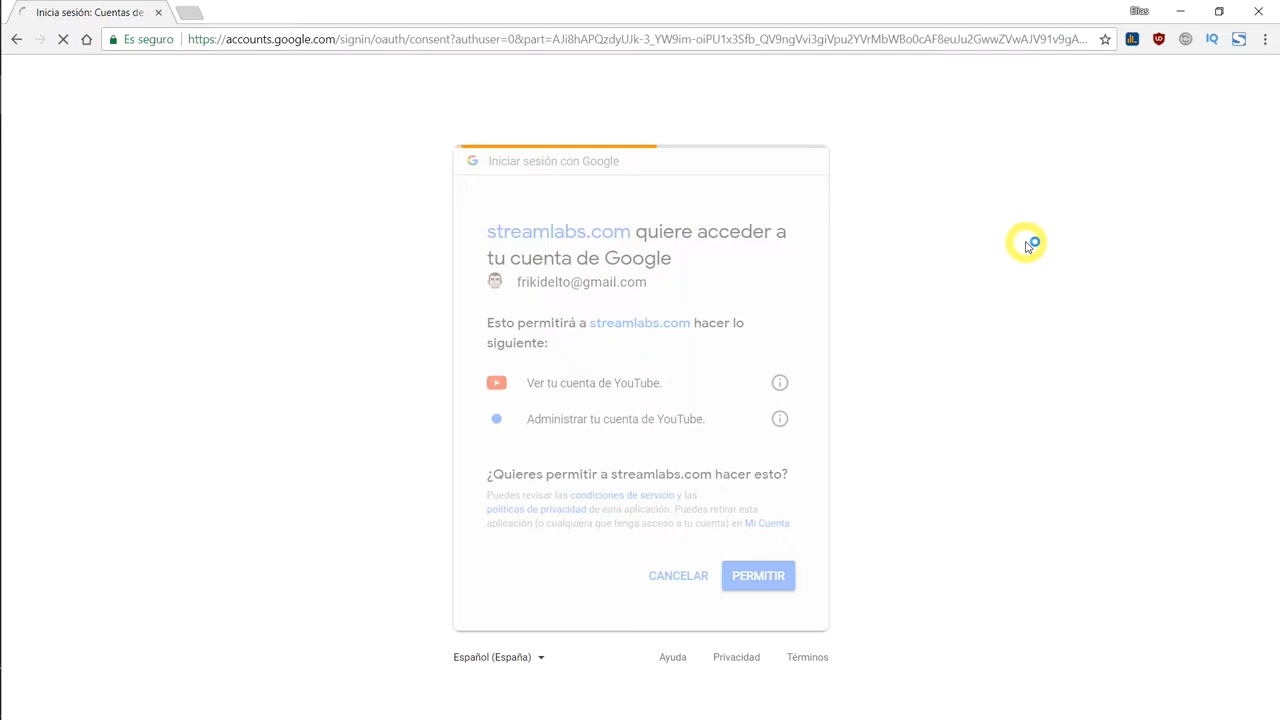 Inicia sesión: Cuentas de
Elias
Es seguro
https://accounts.google.com/signin/oauth/consent?authuser=0&part=AJi8hAPQzdyUJk-3_YW9im-oiPU1x3Sfb_QV9ngVvi3giVpu2YVrMbWBo0cAF8euJu2GwwZVwAJV91v9gA...
Iniciar sesión con Google
streamlabs.com quiere acceder a
tu cuenta de Google
frikidelto@gmail.com
Esto permitirá a streamlabs.com hacer lo
siguiente:
Ver tu cuenta de YouTube.
Administrar tu cuenta de YouTube.
¿Quieres permitir a streamlabs.com hacer esto?
Puedes revisar las condiciones de servicio y las
políticas de privacidad de esta aplicación. Puedes retirar esta
aplicación (o cualquiera que tenga acceso a tu cuenta) en Mi Cuenta
CANCELAR PERMITIR
Español (España) Ayuda Privacidad Términos